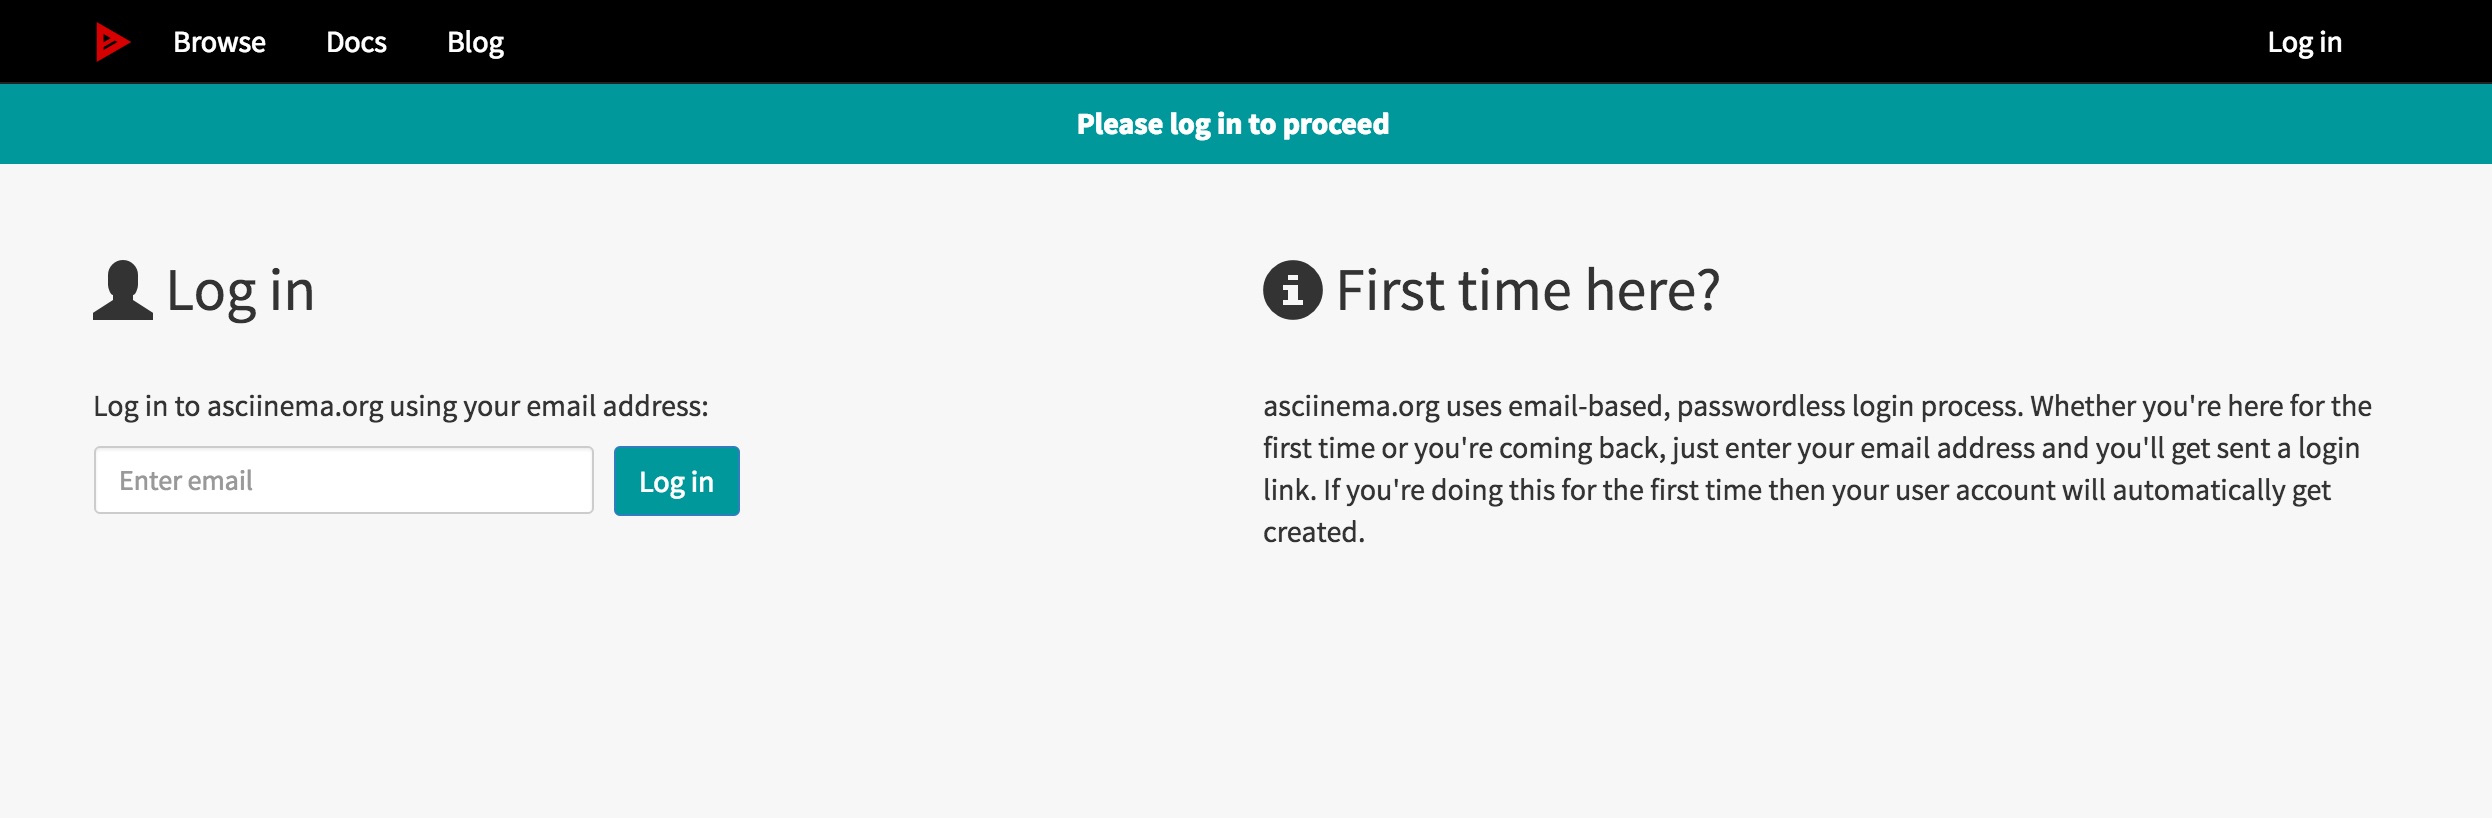 Browse Docs Blog Log in
Please log in to proceed
Log in
Log in to asciinema.org using your email address:
Enter email Log in
First time here?
asciinema.org uses email-based, passwordless login process. Whether you're here for the
first time or you're coming back, just enter your email address and you'll get sent a login
link. If you're doing this for the first time then your user account will automatically get
created.